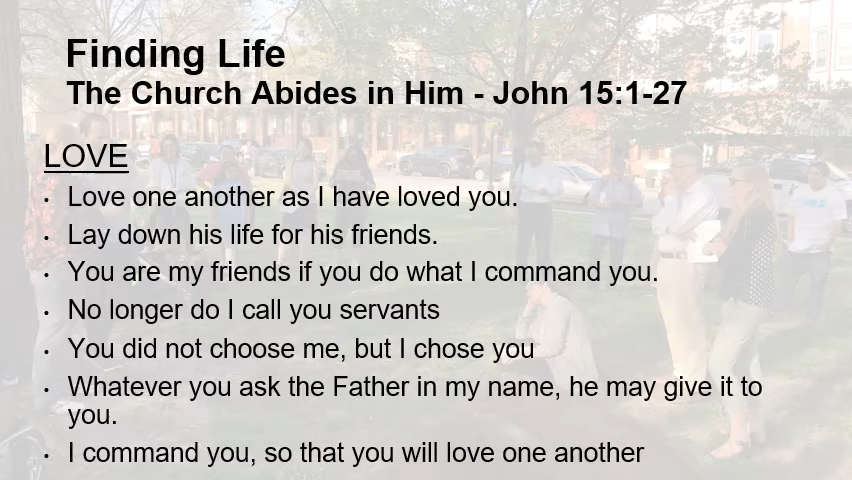 Finding Life
The Church Abides in Him - John 15:1-27
LOVE
• Love one another as I have loved you.
• Lay down his life for his friends.
• You are my friends if you do what I command you.
• No longer do I call you servants
• You did not choose me, but I chose you
• Whatever you ask the Father in my name, he may give it to
you.
• I command you, so that you will love one another